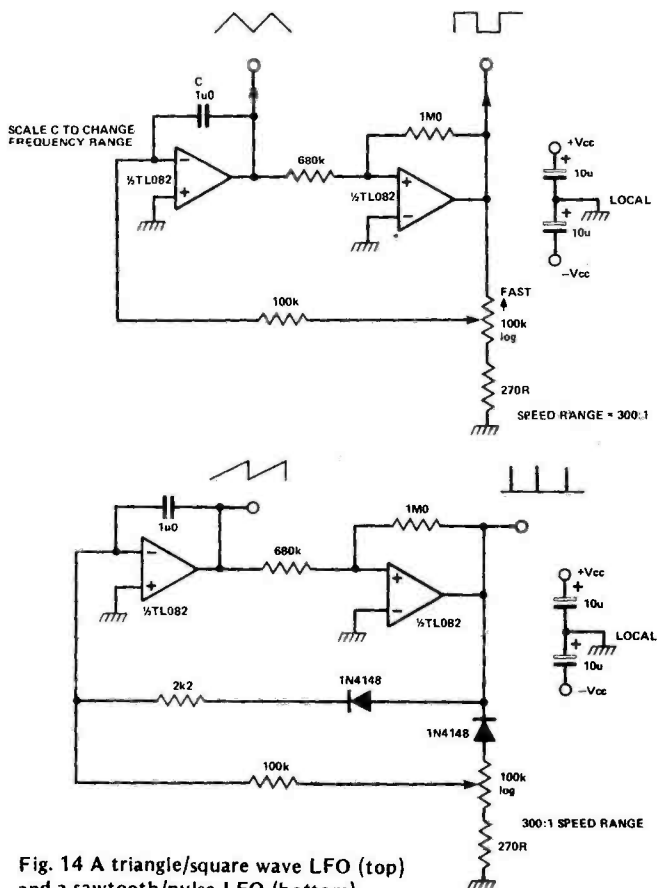 C
1u0
SCALE C TO CHANGE
FREQUENCY RANGE
680k
1M0
½TL082
½TL082
+Vcc
+
10u
LOCAL
+
10u
–Vcc
100k
FAST
100k
log
270R
SPEED RANGE = 300:1
1u0
680k
1M0
½TL082
½TL082
+Vcc
+
10u
LOCAL
+
10u
–Vcc
2k2
1N4148
1N4148
100k
100k
log
300:1 SPEED RANGE
270R
Fig. 14 A triangle/square wave LFO (top)
and a sawtooth/pulse LFO (bottom)